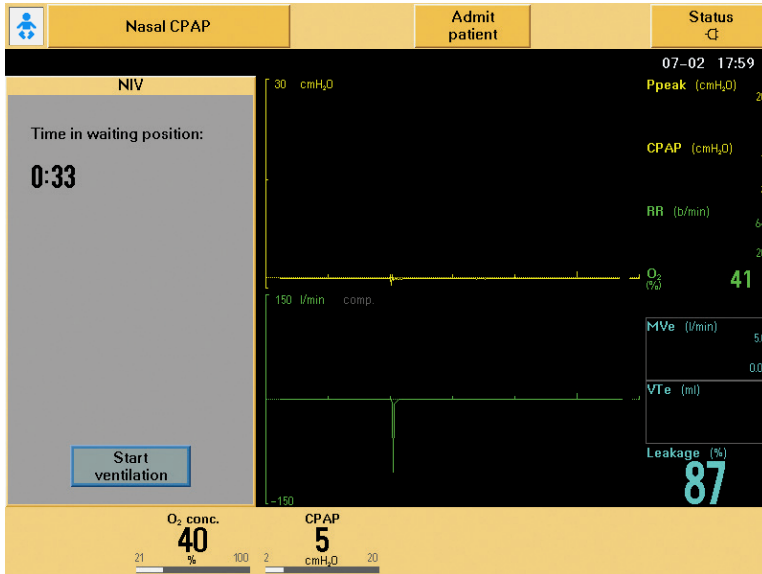 Nasal CPAP
Admit
patient
Status
07-02 17:59
NIV
Time in waiting position:
0:33
Start
ventilation
30 cmH₂O
150 l/min comp.
-150
Ppeak (cmH₂O)
CPAP (cmH₂O)
RR (b/min)
O₂
(%)
41
MVe (l/min)
VTe (ml)
Leakage (%)
87
O₂ conc.
40
21 % 100
CPAP
5
2 cmH₂O 20